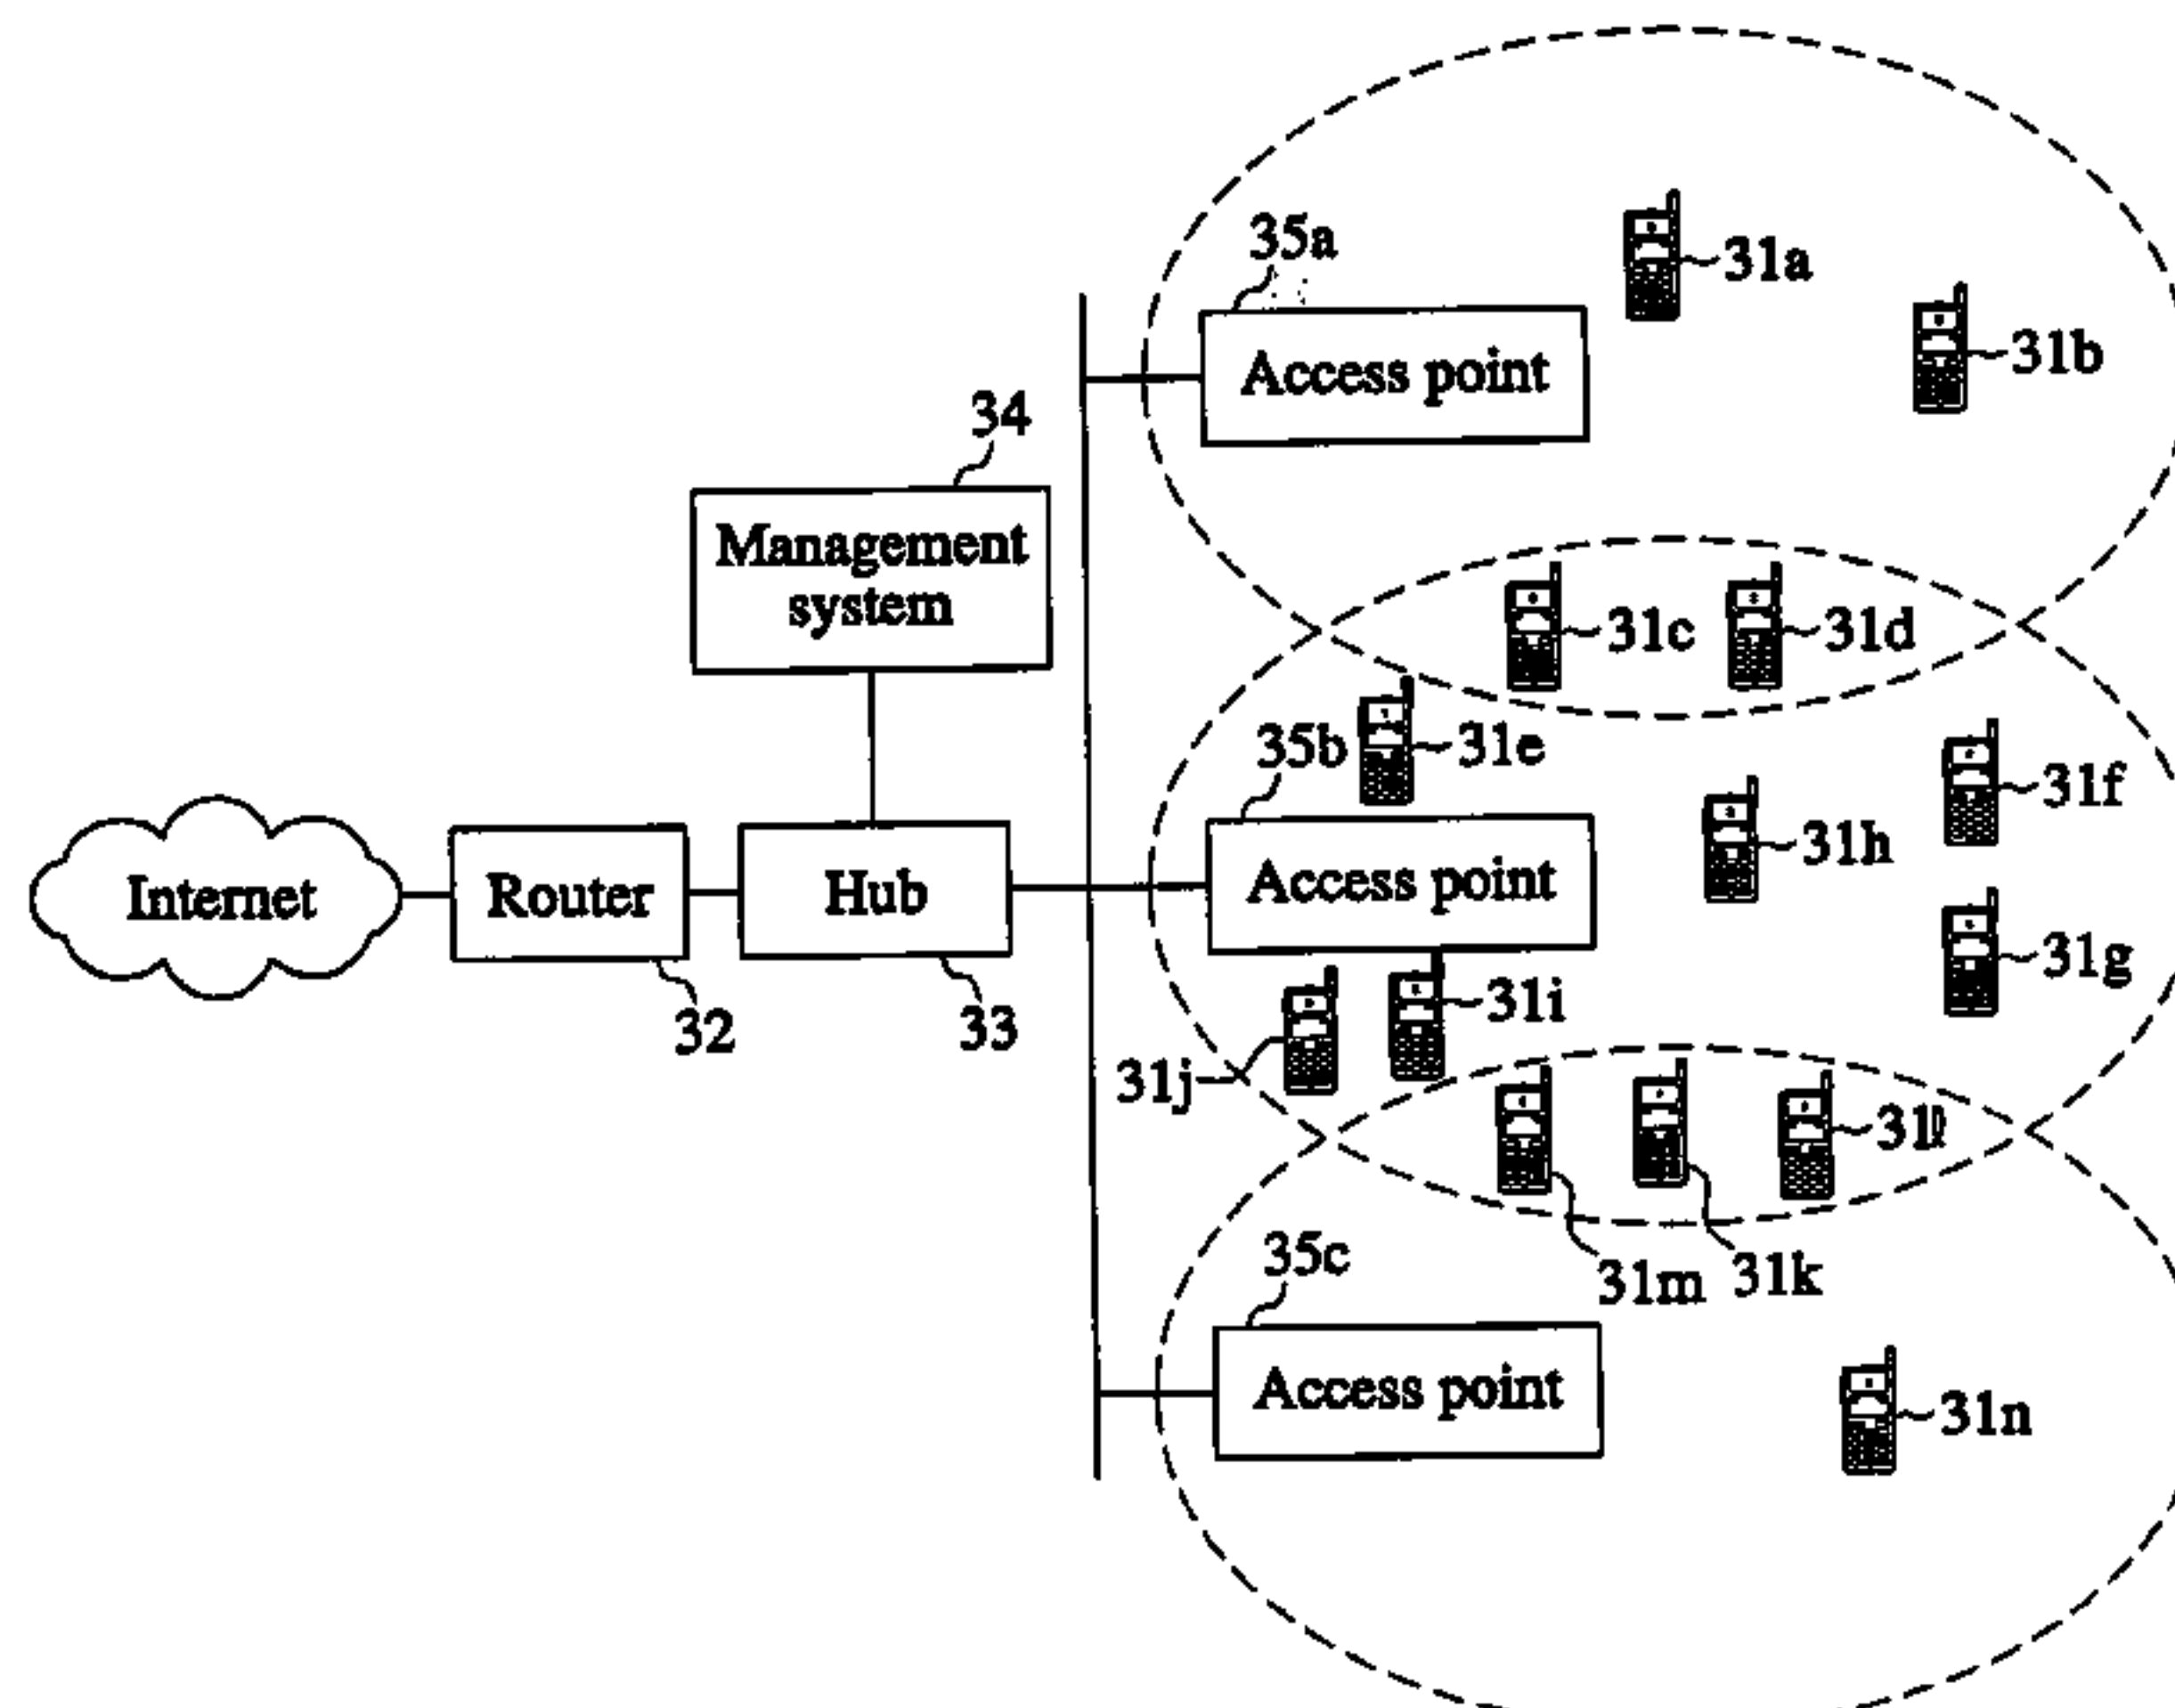 35a
31a
31b
Access point
34
Management
system
31c
31d
35b
31e
31f
31h
Internet
Router
Hub
Access point
31g
32
33
31i
31j
31l
31m
31k
35c
Access point
31n